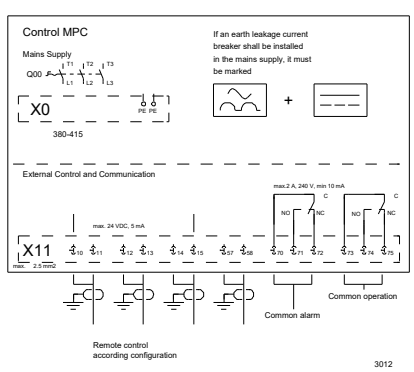 Control MPC
If an earth leakage current
breaker shall be installed
in the mains supply, it must
be marked
Mains Supply
T1 T2 T3
Q00
L1 L2 L3
X0
PE PE
+
380-415
External Control and Communication
max.2 A, 240 V, min 10 mA
C C
NO NC NO NC
max. 24 VDC, 5 mA
X11
10 11 12 13 14 15 57 58 70 71 72 73 74 75
max. 2.5 mm2
Common operation
Common alarm
Remote control
according configuration
3012